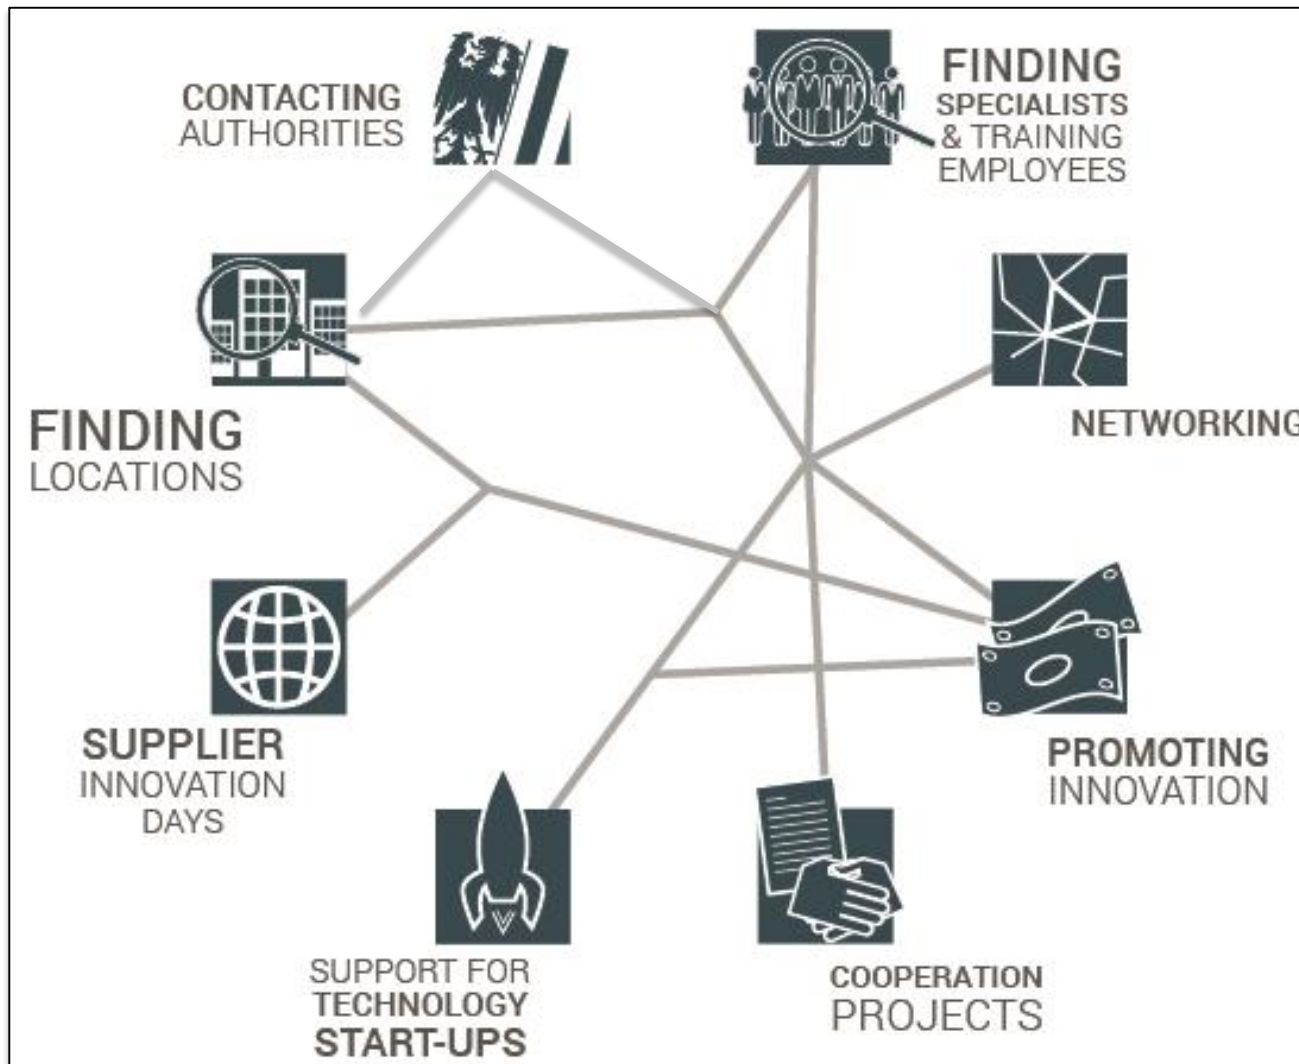 CONTACTING
AUTHORITIES
FINDING
SPECIALISTS
& TRAINING
EMPLOYEES
FINDING
LOCATIONS
NETWORKING
SUPPLIER
INNOVATION
DAYS
PROMOTING
INNOVATION
SUPPORT FOR
TECHNOLOGY
START-UPS
COOPERATION
PROJECTS